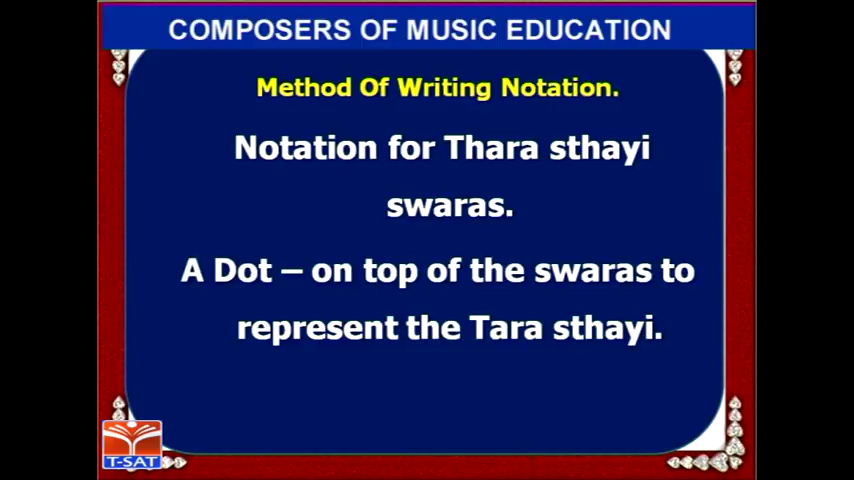 COMPOSERS OF MUSIC EDUCATION
Method Of Writing Notation.
Notation for Thara sthayi
swaras.
A Dot – on top of the swaras to
represent the Tara sthayi.
T-SAT